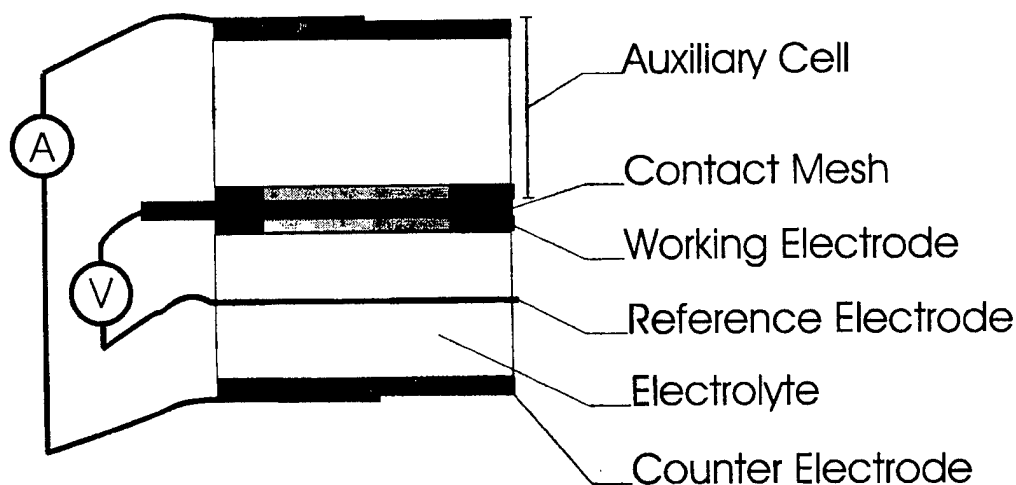 Auxiliary Cell
A
Contact Mesh
Working Electrode
V
Reference Electrode
Electrolyte
Counter Electrode